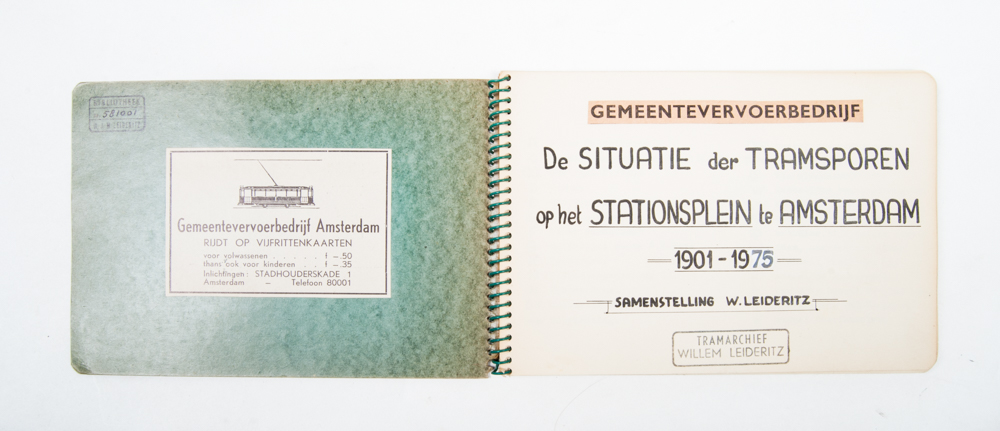 581001
Gemeentevervoerbedrijf Amsterdam
RIJDT OP VIJFRITTENKAARTEN
voor volwassenen . . . . . f -.50
thans ook voor kinderen . . . f -.35
Inlichtingen: STADHOUDERSKADE 1
Amsterdam – Telefoon 80001
GEMEENTEVERVOERBEDRIJF
De SITUATIE der TRAMSPOREN
op het STATIONSPLEIN te AMSTERDAM
1901 - 1975
SAMENSTELLING W. LEIDERITZ
TRAMARCHIEF
WILLEM LEIDERITZ